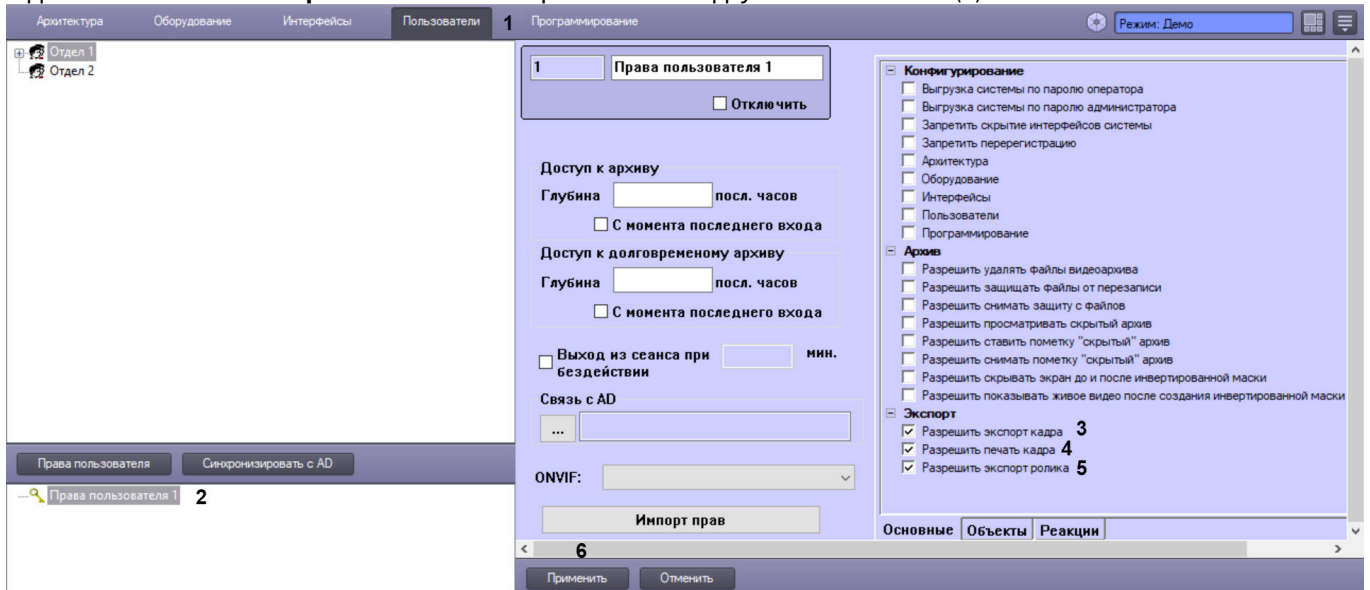 Архитектура Оборудование Интерфейсы Пользователи 1 Программирование Режим: Демо
Отдел 1
Отдел 2
Права пользователя Синхронизировать с AD
Права пользователя 1 2
1 Права пользователя 1
Отключить
Доступ к архиву
Глубина посл. часов
С момента последнего входа
Доступ к долговременому архиву
Глубина посл. часов
С момента последнего входа
Выход из сеанса при мин.
бездействии
Связь с AD
...
ONVIF:
Импорт прав
6
Применить Отменить
Конфигурирование
Выгрузка системы по паролю оператора
Выгрузка системы по паролю администратора
Запретить скрытие интерфейсов системы
Запретить перерегистрацию
Архитектура
Оборудование
Интерфейсы
Пользователи
Программирование
Архив
Разрешить удалять файлы видеоархива
Разрешить защищать файлы от перезаписи
Разрешить снимать защиту с файлов
Разрешить просматривать скрытый архив
Разрешить ставить пометку "скрытый" архив
Разрешить снимать пометку "скрытый" архив
Разрешить скрывать экран до и после инвертированной маски
Разрешить показывать живое видео после создания инвертированной маски
Экспорт
Разрешить экспорт кадра 3
Разрешить печать кадра 4
Разрешить экспорт ролика 5
Основные Объекты Реакции